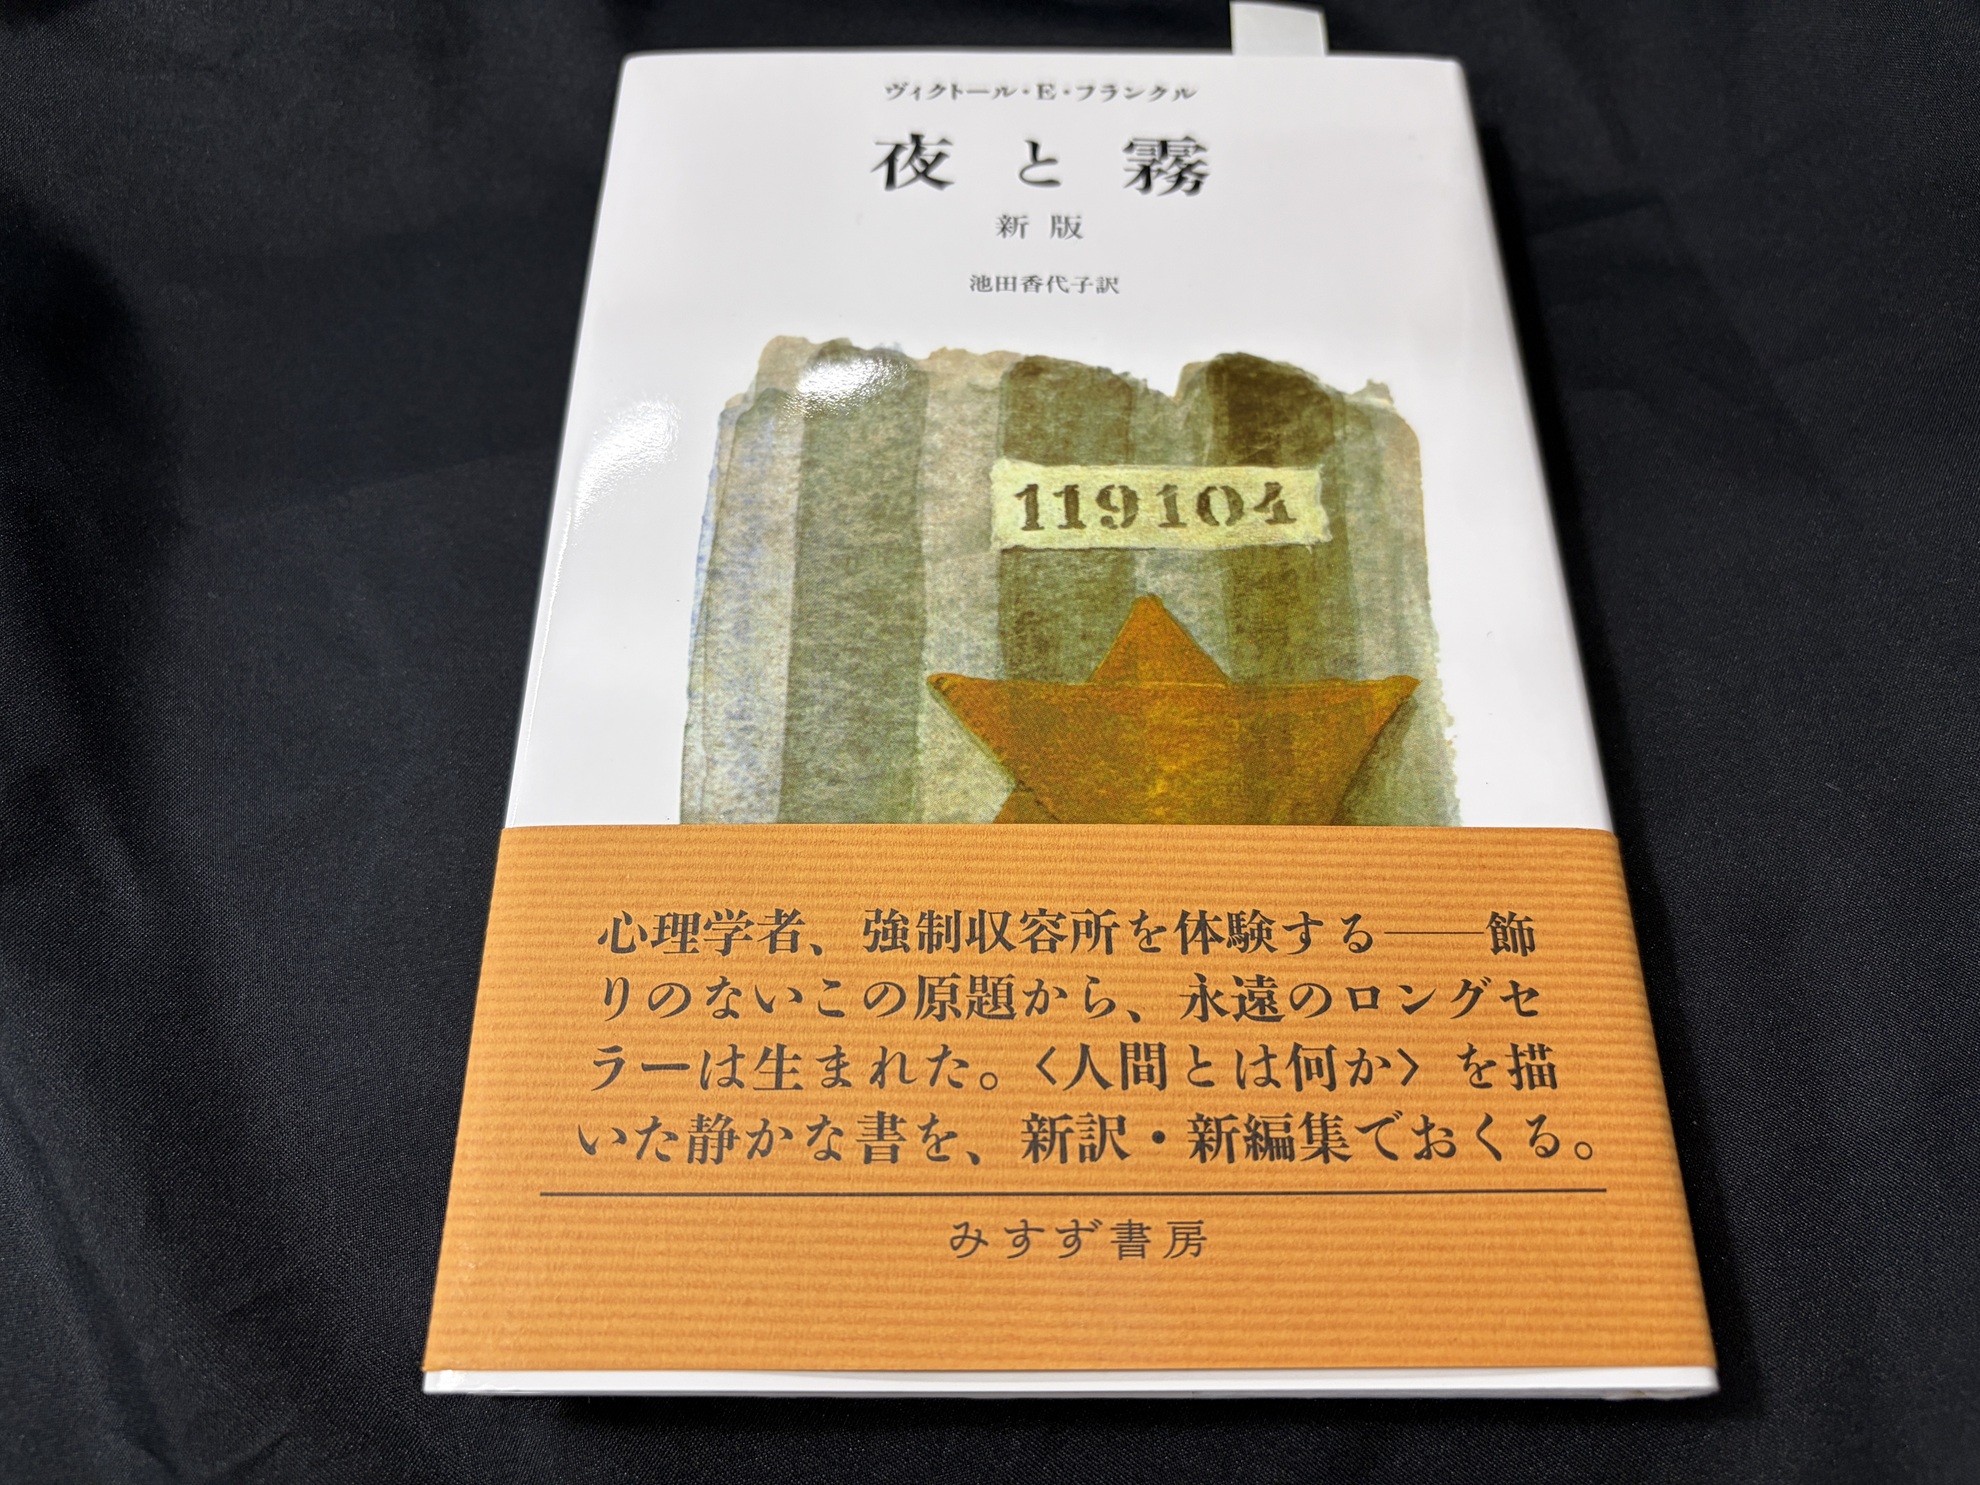 ヴィクトール・E・フランクル
夜と霧
新版
池田香代子訳
119104
心理学者、強制収容所を体験する――飾
りのないこの原題から、永遠のロングセ
ラーは生まれた。〈人間とは何か〉を描
いた静かな書を、新訳・新編集でおくる。
みすず書房